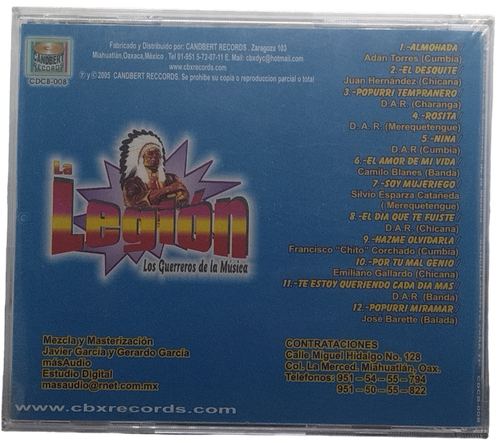 CANDBERT
RECORDS
CDCB-008
Fabricado y Distribuido por: CANDBERT RECORDS . Zaragoza 103
Miahuatlán,Oaxaca,México . Tel 01-951 5-72-07-11 E. Mail: cbxdyc@hotmail.com
www.cbxrecords.com
℗ y ©2005 CANDBERT RECORDS. Se prohibe su copia o reproduccion parcial o total
La
Legión
Los Guerreros de la Música
1.-ALMOHADA
Adán Torres (Cumbia)
2.-EL DESQUITE
Juan Hernández (Chicana)
3.-POPURRI TEMPRANERO
D.A.R. (Charanga)
4.-ROSITA
D.A.R. (Merequetengue)
5.-NINA
D.A.R (Cumbia)
6.-EL AMOR DE MI VIDA
Camilo Blanes (Banda)
7.-SOY MUJERIEGO
Silvio Esparza Catañeda
(Merequetengue)
8.-EL DIA QUE TE FUISTE
D.A.R. (Chicana)
9.-HAZME OLVIDARLA
Francisco "Chito" Corchado (Cumbia)
10.-POR TU MAL GENIO
Emiliano Gallardo (Chicana)
11.-TE ESTOY QUERIENDO CADA DIA MAS
D.A.R. (Banda)
12.-POPURRI MIRAMAR
José Barette (Balada)
Mezcla y Masterización
Javier García y Gerardo García
másAudio
Estudio Digital
masaudio@rnet.com.mx
CONTRATACIONES
Calle Miguel Hidalgo No. 128
Col. La Merced. Miahuatlán, Oax.
Telefonos: 951 - 54 - 55 - 794
951 - 50 - 55 - 822
www.cbxrecords.com